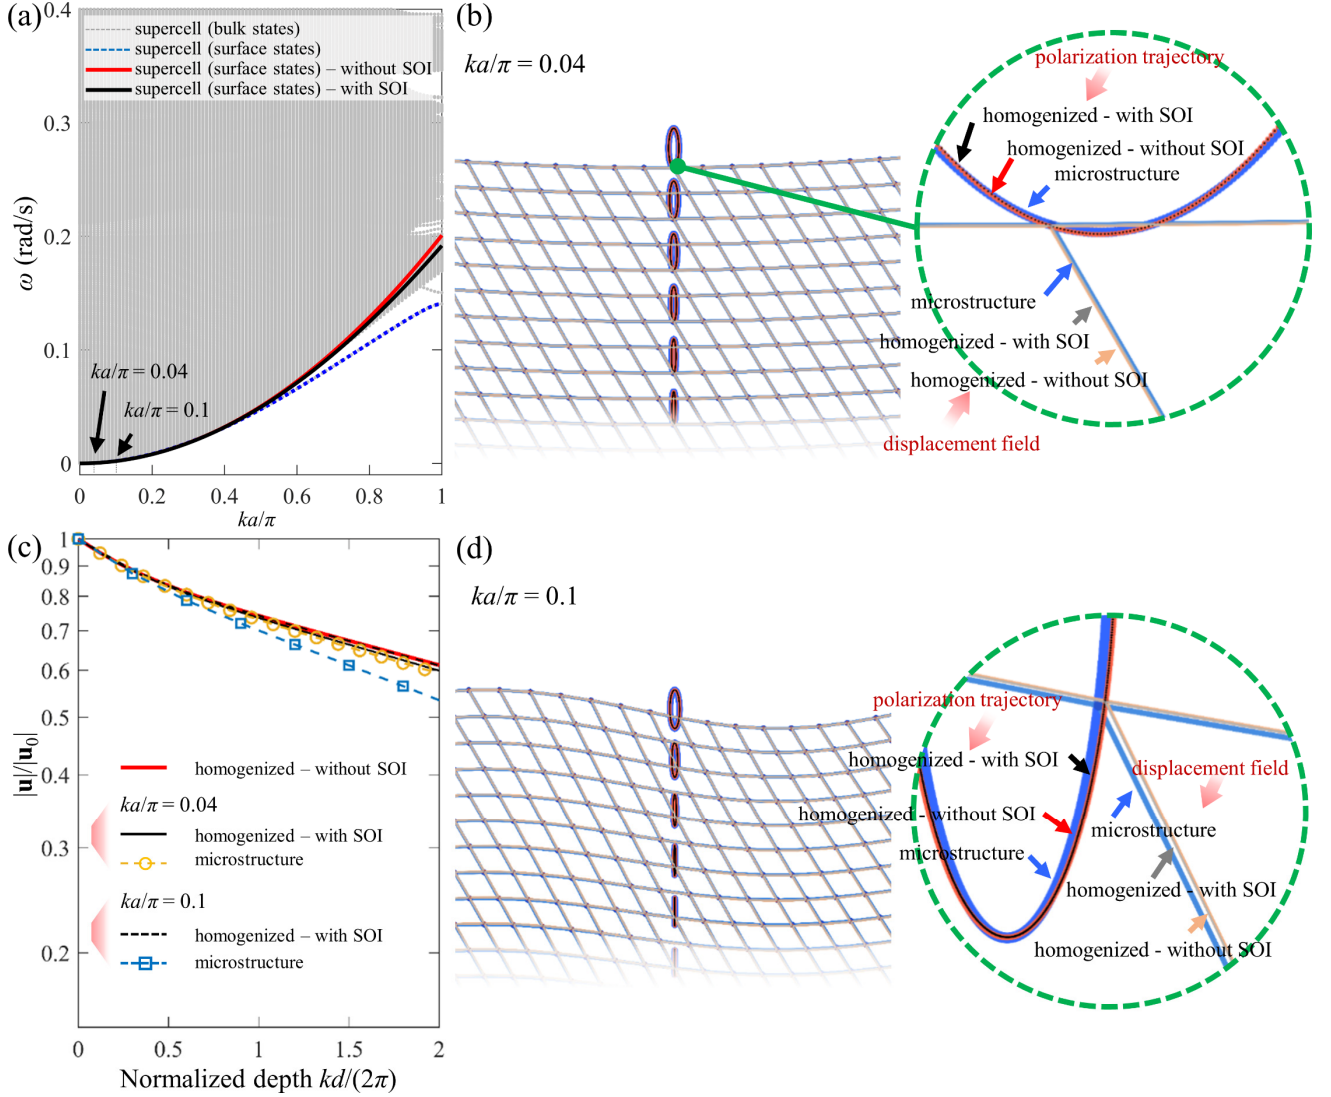 (a)
0.4
0.3
0.2
0.1
0
ω (rad/s)
supercell (bulk states)
supercell (surface states)
supercell (surface states) – without SOI
supercell (surface states) – with SOI
ka/π = 0.04
ka/π = 0.1
0 0.2 0.4 0.6 0.8 1
ka/π
(b)
ka/π = 0.04
polarization trajectory
homogenized - with SOI
homogenized - without SOI
microstructure
microstructure
homogenized - with SOI
homogenized - without SOI
displacement field
(c)
1
0.9
0.8
0.7
0.6
0.5
0.4
0.3
0.2
|u|/|u₀|
homogenized – without SOI
ka/π = 0.04
homogenized – with SOI
microstructure
ka/π = 0.1
homogenized – with SOI
microstructure
0 0.5 1 1.5 2
Normalized depth kd/(2π)
(d)
ka/π = 0.1
polarization trajectory
homogenized - with SOI
displacement field
homogenized - without SOI
microstructure
microstructure
homogenized - with SOI
homogenized - without SOI